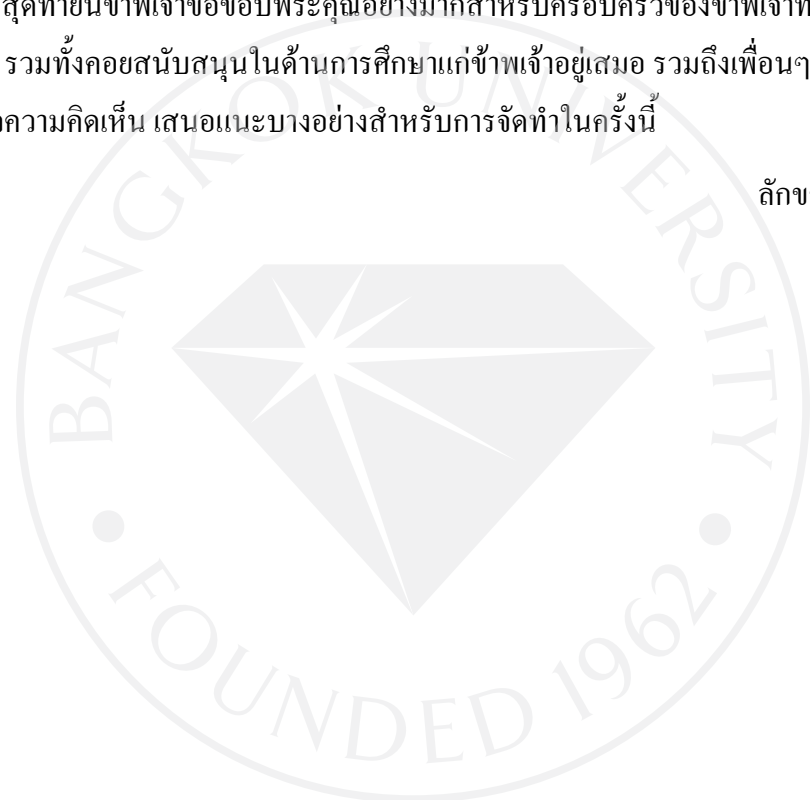 สุดท้ายนี้ข้าพเจ้าขอขอบพระคุณอย่างมากสำหรับครอบครัวของข้าพเจ้า
รวมทั้งคอยสนับสนุนในด้านการศึกษาแก่ข้าพเจ้าอยู่เสมอ รวมถึงเพื่อนๆ
ความคิดเห็น เสนอแนะบางอย่างสำหรับการจัดทำในครั้งนี้
ลักข
BANGKOK UNIVERSITY
FOUNDED 1962